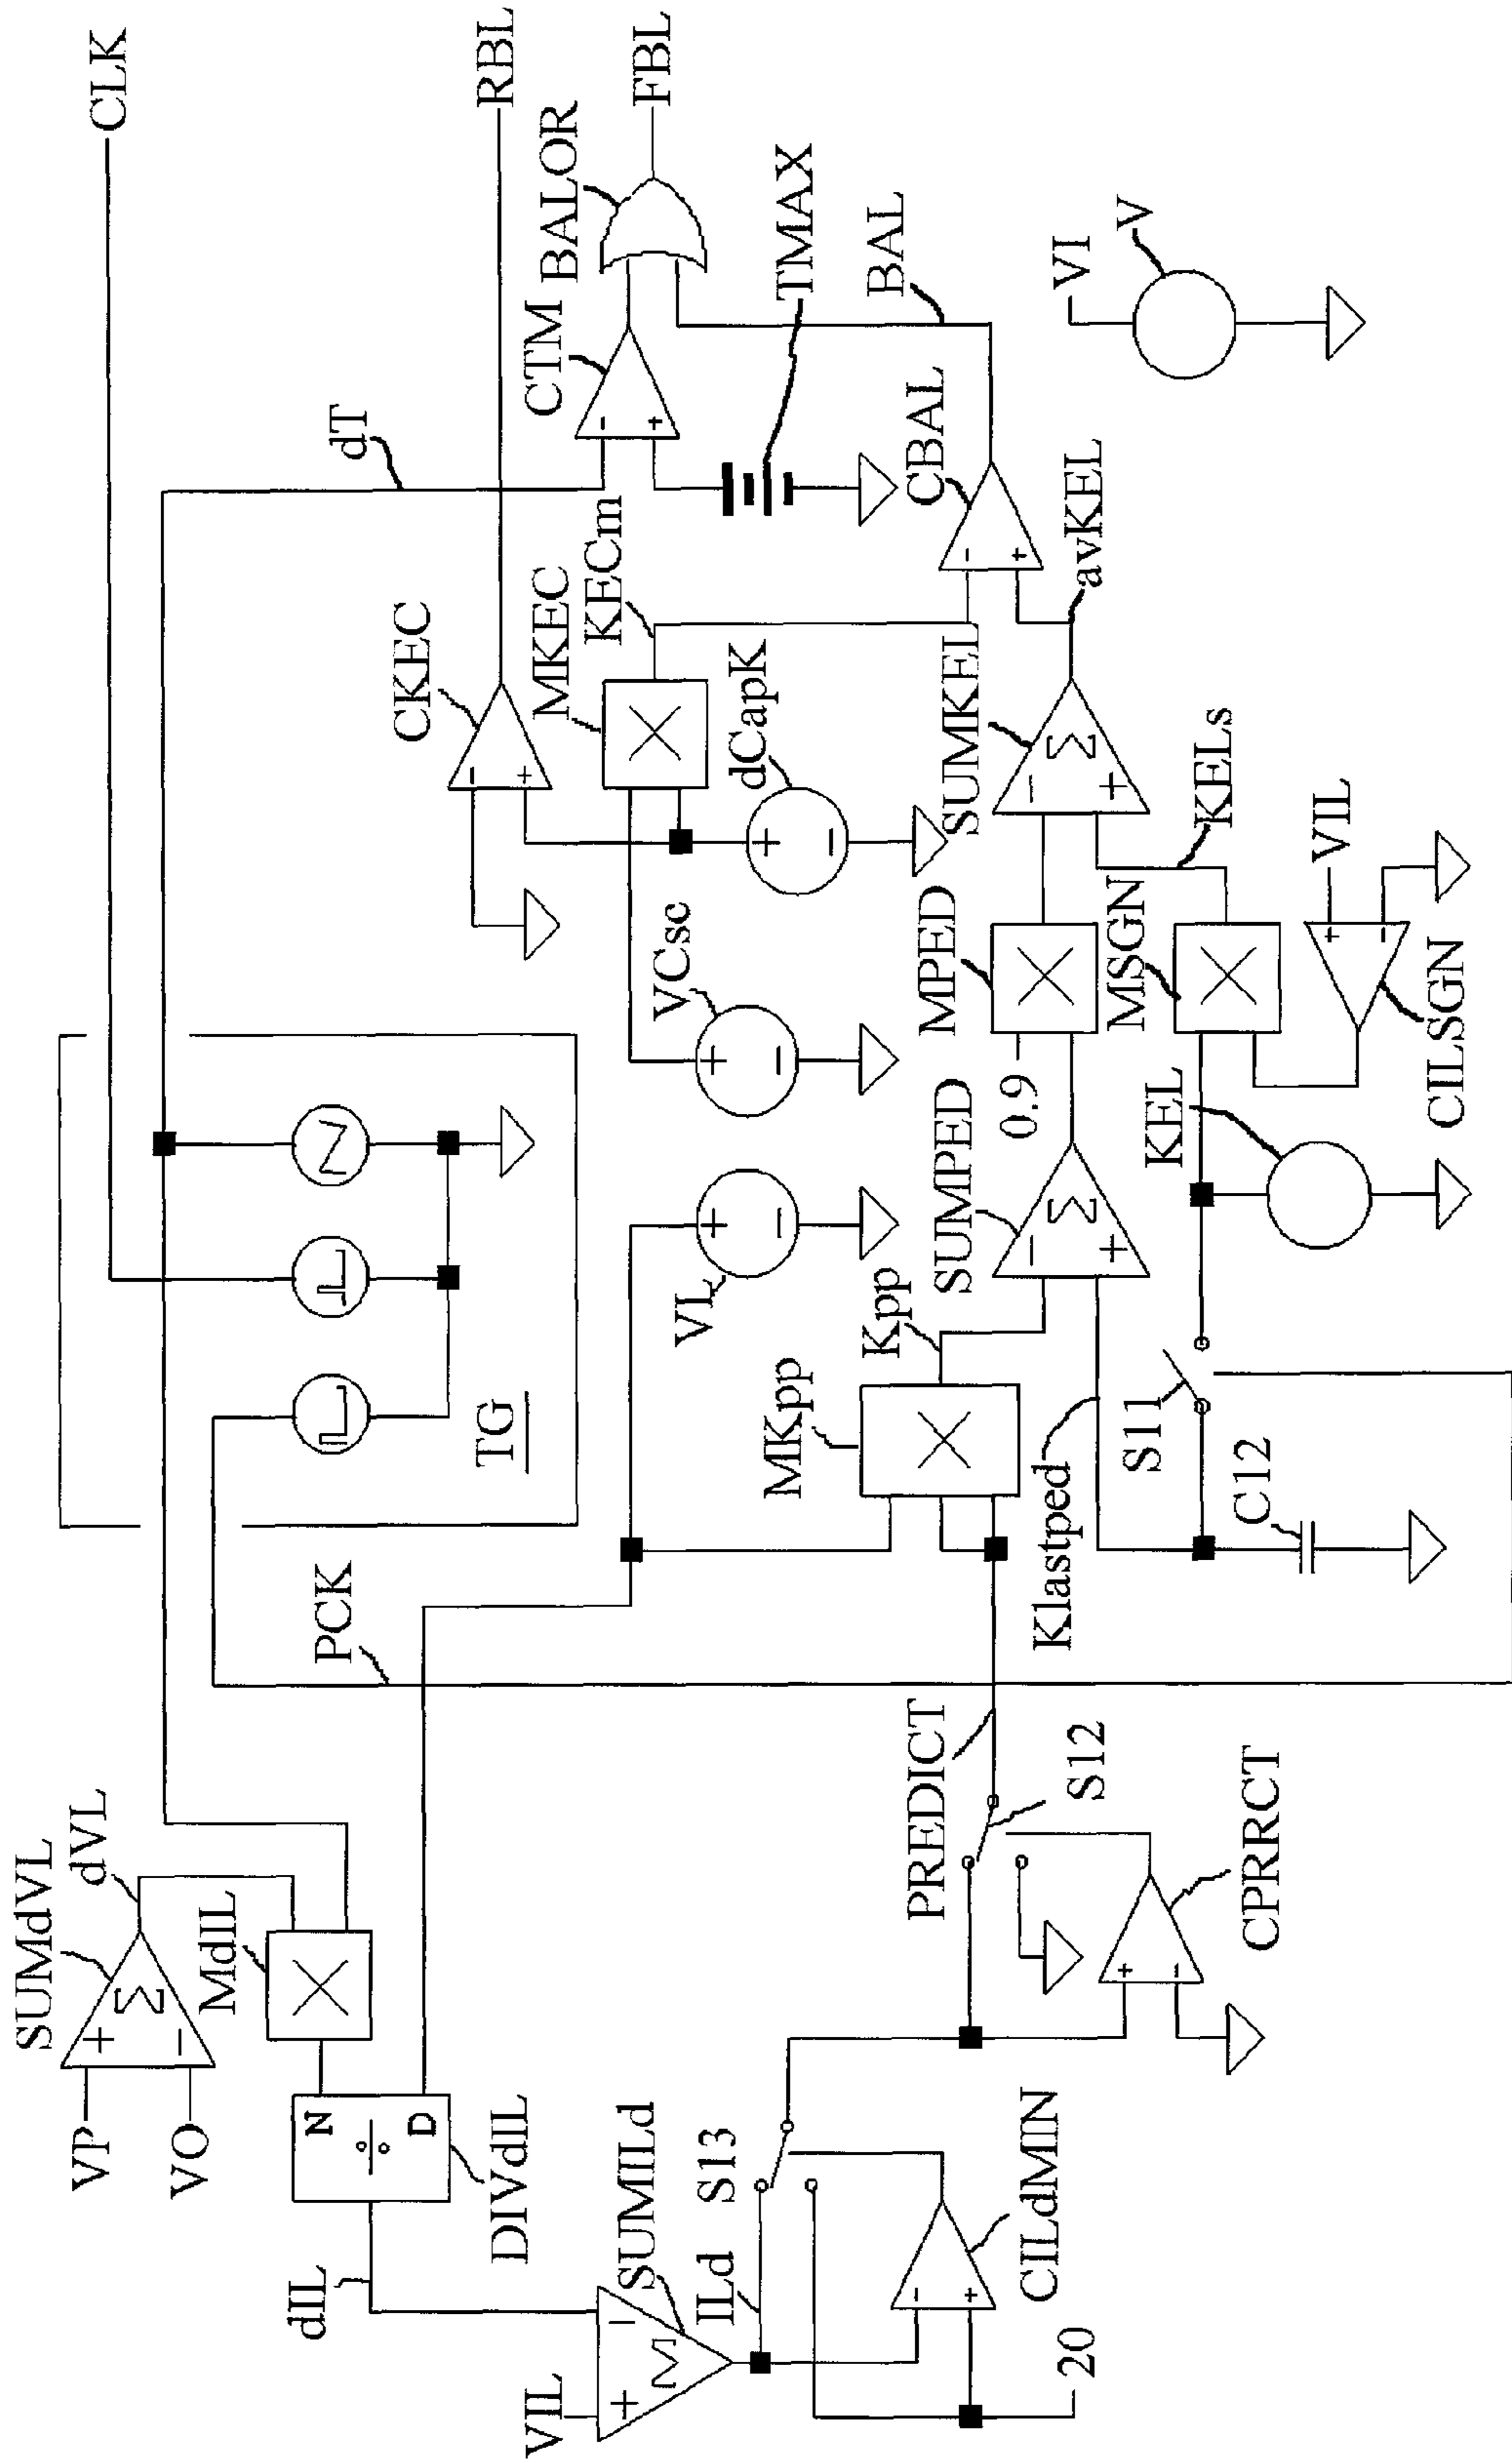 CLK
RBL
FBL
BALOR
TMAX
CTM
dT
BAL
VI
V
CBAL
avKEL
KECm
MKEC
CKEC
dCapK
SUMKEL
KELs
VIL
VCsc
MPED
MSGN
CILSGN
0.9
KEL
SUMPED
VL
Kpp
MKpp
TG
S11
C12
Klastped
PCK
PREDICT
S12
CPRRCT
dVL
SUMdVL
MdIL
VP
VO
N
D
DIVdIL
dIL
SUMILd
S13
ILd
CILdMIN
VIL
20